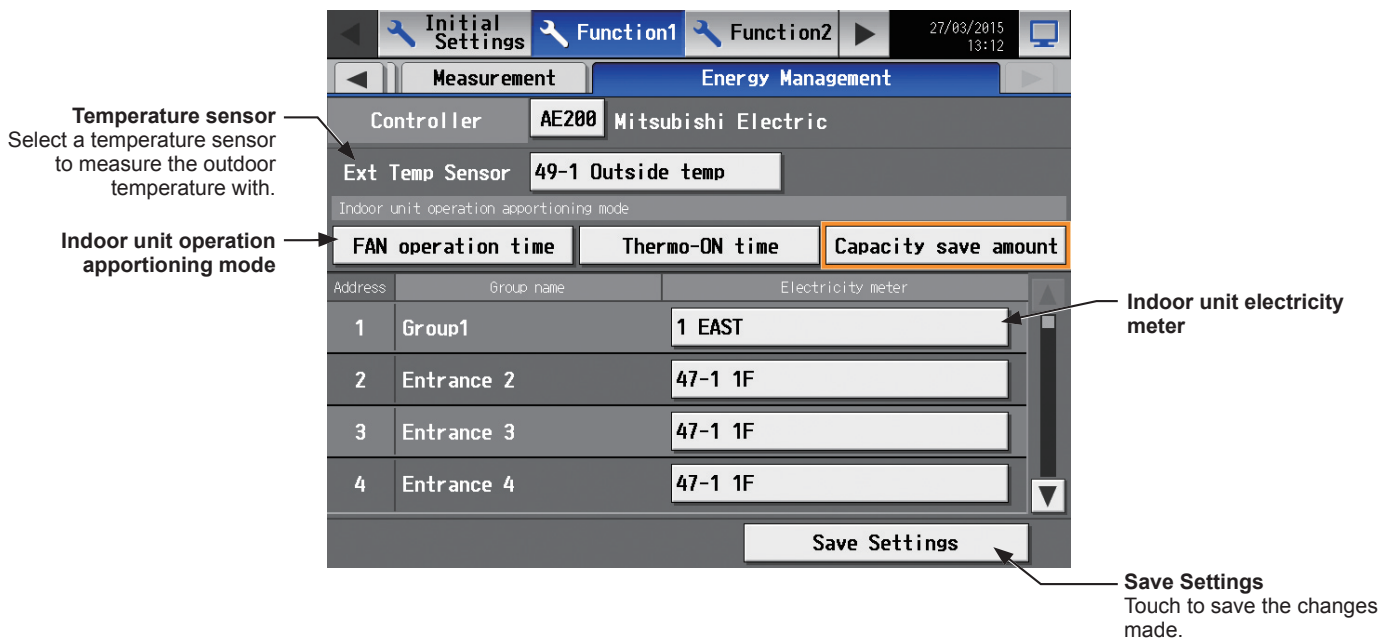 Initial
Settings
Function1
Function2
27/03/2015
13:12
Measurement
Energy Management
Temperature sensor
Select a temperature sensor
to measure the outdoor
temperature with.
Controller
AE200
Mitsubishi Electric
Ext Temp Sensor
49-1 Outside temp
Indoor unit operation apportioning mode
Indoor unit operation
apportioning mode
FAN operation time
Thermo-ON time
Capacity save amount
Address
Group name
Electricity meter
Indoor unit electricity
meter
1
Group1
1 EAST
2
Entrance 2
47-1 1F
3
Entrance 3
47-1 1F
4
Entrance 4
47-1 1F
Save Settings
Save Settings
Touch to save the changes
made.